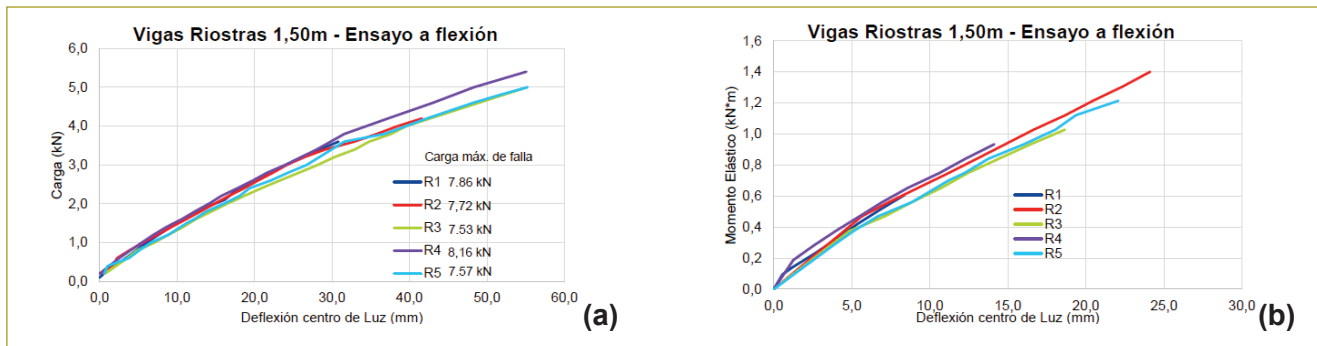 Vigas Riostras 1,50m - Ensayo a flexión
6,0
5,0
4,0
3,0
2,0
1,0
0,0
Carga (kN)
Carga máx. de falla
R1 7.86 kN
R2 7,72 kN
R3 7.53 kN
R4 8,16 kN
R5 7.57 kN
0,0 10,0 20,0 30,0 40,0 50,0 60,0
Deflexión centro de Luz (mm)
(a)
Vigas Riostras 1,50m - Ensayo a flexión
1,6
1,4
1,2
1,0
0,8
0,6
0,4
0,2
0,0
Momento Elástico (kN*m)
R1
R2
R3
R4
R5
0,0 5,0 10,0 15,0 20,0 25,0 30,0
Deflexión centro de Luz (mm)
(b)